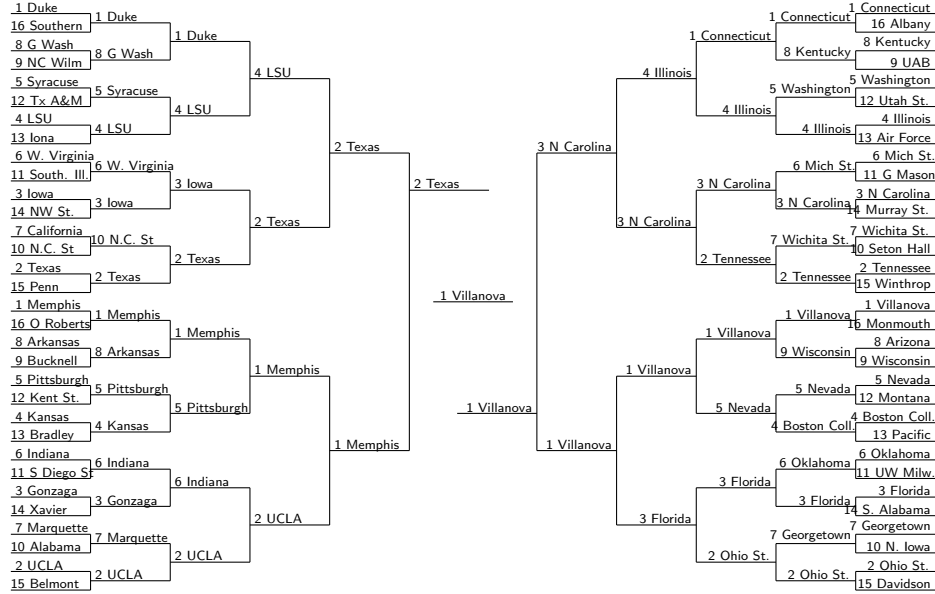 1 Duke
16 Southern
8 G Wash
9 NC Wilm
5 Syracuse
12 Tx A&M
4 LSU
13 Iona
6 W. Virginia
11 South. Ill.
3 Iowa
14 NW St.
7 California
10 N.C. St
2 Texas
15 Penn
1 Memphis
16 O Roberts
8 Arkansas
9 Bucknell
5 Pittsburgh
12 Kent St.
4 Kansas
13 Bradley
6 Indiana
11 S Diego St
3 Gonzaga
14 Xavier
7 Marquette
10 Alabama
2 UCLA
15 Belmont
1 Duke
8 G Wash
5 Syracuse
4 LSU
6 W. Virginia
3 Iowa
10 N.C. St
2 Texas
1 Memphis
8 Arkansas
5 Pittsburgh
4 Kansas
6 Indiana
3 Gonzaga
7 Marquette
2 UCLA
1 Duke
4 LSU
3 Iowa
2 Texas
1 Memphis
5 Pittsburgh
6 Indiana
2 UCLA
4 LSU
2 Texas
1 Memphis
2 UCLA
2 Texas
1 Memphis
2 Texas
1 Villanova
1 Villanova
3 N Carolina
1 Villanova
4 Illinois
3 N Carolina
1 Villanova
3 Florida
1 Connecticut
4 Illinois
3 N Carolina
2 Tennessee
1 Villanova
5 Nevada
3 Florida
2 Ohio St.
1 Connecticut
8 Kentucky
5 Washington
4 Illinois
6 Mich St.
3 N Carolina
7 Wichita St.
2 Tennessee
1 Villanova
9 Wisconsin
5 Nevada
4 Boston Coll.
6 Oklahoma
3 Florida
7 Georgetown
2 Ohio St.
1 Connecticut
16 Albany
8 Kentucky
9 UAB
5 Washington
12 Utah St.
4 Illinois
13 Air Force
6 Mich St.
11 G Mason
3 N Carolina
14 Murray St.
7 Wichita St.
10 Seton Hall
2 Tennessee
15 Winthrop
1 Villanova
16 Monmouth
8 Arizona
9 Wisconsin
5 Nevada
12 Montana
4 Boston Coll.
13 Pacific
6 Oklahoma
11 UW Milw.
3 Florida
14 S. Alabama
7 Georgetown
10 N. Iowa
2 Ohio St.
15 Davidson